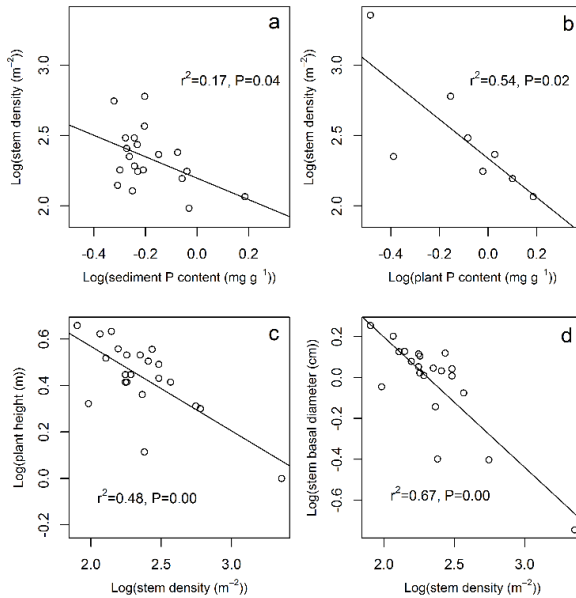 a
r²=0.17, P=0.04
Log(stem density (m⁻²))
2.0 2.5 3.0
-0.4 -0.2 0.0 0.2
Log(sediment P content (mg g⁻¹))
b
r²=0.54, P=0.02
Log(stem density (m⁻²))
2.0 2.5 3.0
-0.4 -0.2 0.0 0.2
Log(plant P content (mg g⁻¹))
c
r²=0.48, P=0.00
Log(plant height (m))
-0.2 0.0 0.2 0.4 0.6
2.0 2.5 3.0
Log(stem density (m⁻²))
d
r²=0.67, P=0.00
Log(stem basal diameter (cm))
-0.6 -0.4 -0.2 0.0 0.2
2.0 2.5 3.0
Log(stem density (m⁻²))